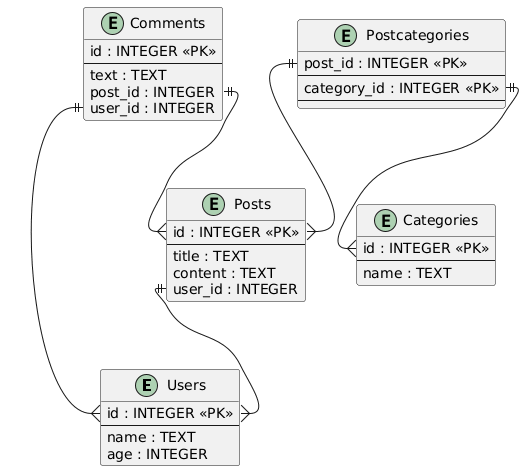 E Comments
id : INTEGER «PK»
text : TEXT
post_id : INTEGER
user_id : INTEGER
E Postcategories
post_id : INTEGER «PK»
category_id : INTEGER «PK»
E Posts
id : INTEGER «PK»
title : TEXT
content : TEXT
user_id : INTEGER
E Categories
id : INTEGER «PK»
name : TEXT
E Users
id : INTEGER «PK»
name : TEXT
age : INTEGER